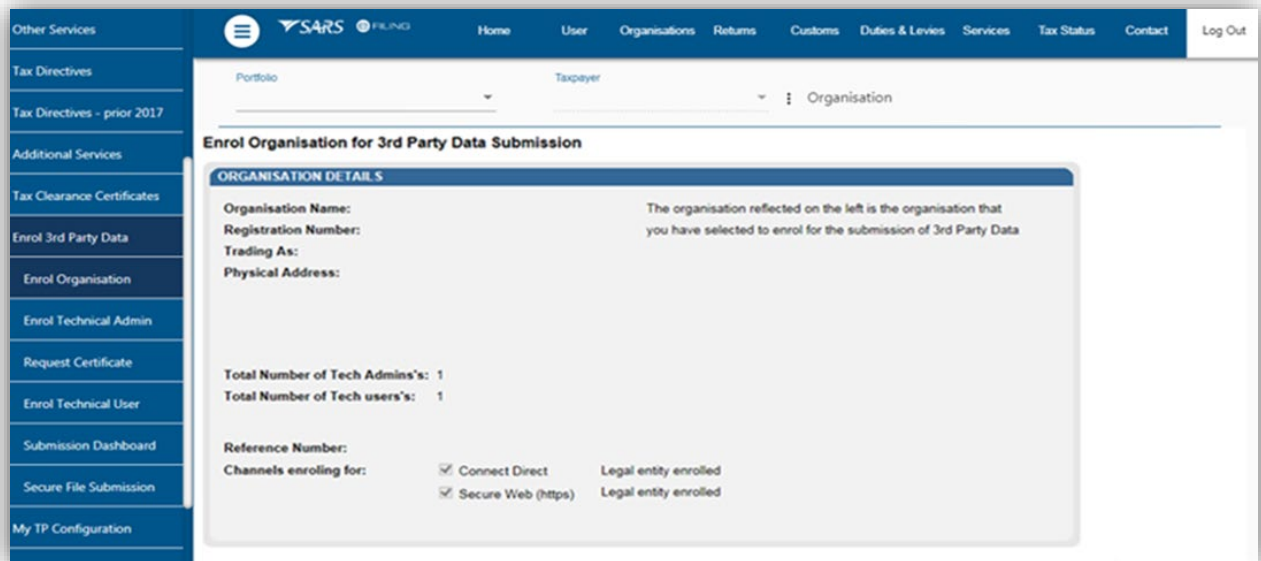 Other Services
Tax Directives
Tax Directives - prior 2017
Additional Services
Tax Clearance Certificates
Enrol 3rd Party Data
Enrol Organisation
Enrol Technical Admin
Request Certificate
Enrol Technical User
Submission Dashboard
Secure File Submission
My TP Configuration
SARS eFILING Home User Organisations Returns Customs Duties & Levies Services Tax Status Contact Log Out
Portfolio Taxpayer
Organisation
Enrol Organisation for 3rd Party Data Submission
ORGANISATION DETAILS
Organisation Name: The organisation reflected on the left is the organisation that
Registration Number: you have selected to enrol for the submission of 3rd Party Data
Trading As:
Physical Address:
Total Number of Tech Admins's: 1
Total Number of Tech users's: 1
Reference Number:
Channels enroling for: Connect Direct Legal entity enrolled
Secure Web (https) Legal entity enrolled